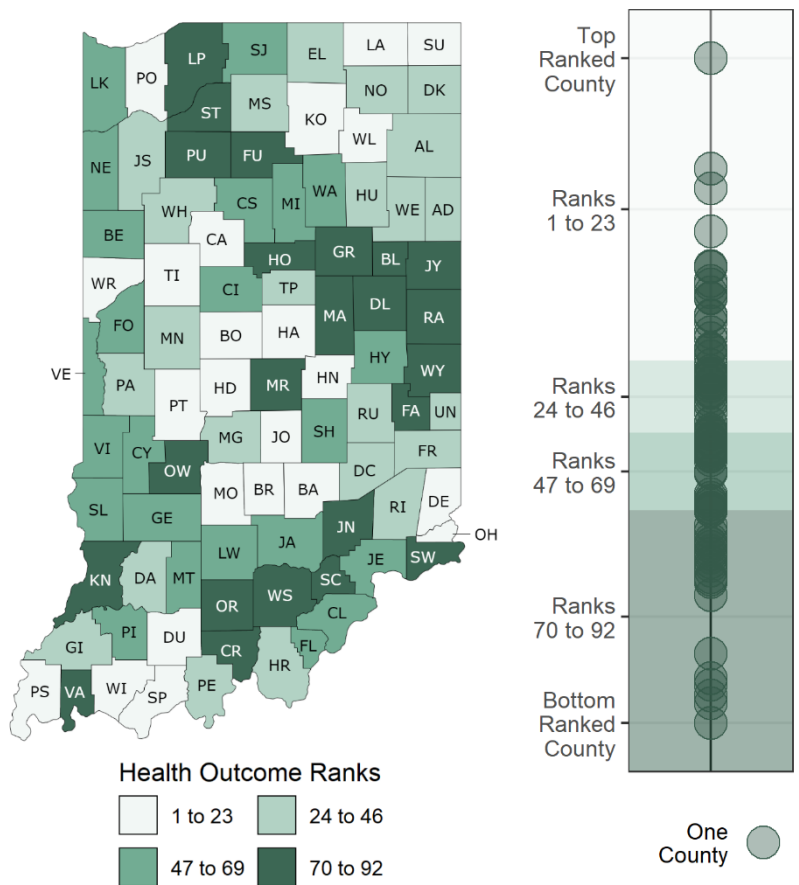 LA SU
LP SJ EL
PO
LK
NO DK
MS
ST
KO
WL
AL
PU FU
NE JS
WA
HU
CS MI
WE AD
WH
BE
CA
GR
HO BL JY
TI
WR
CI TP
DL
MA RA
FO
BO HA
MN
HY
HN
WY
VE
PA
HD MR
PT
FA UN
RU
MG JO SH
VI
CY
FR
OW
DC
BR BA
MO
DE
SL
RI
GE
JN
OH
LW JA
JE SW
KN
DA MT
SC
OR WS
CL
PI
DU
GI
FL
CR
HR
PS VA WI
SP PE
Health Outcome Ranks
1 to 23
24 to 46
47 to 69
70 to 92
Top
Ranked
County
Ranks
1 to 23
Ranks
24 to 46
Ranks
47 to 69
Ranks
70 to 92
Bottom
Ranked
County
One
County